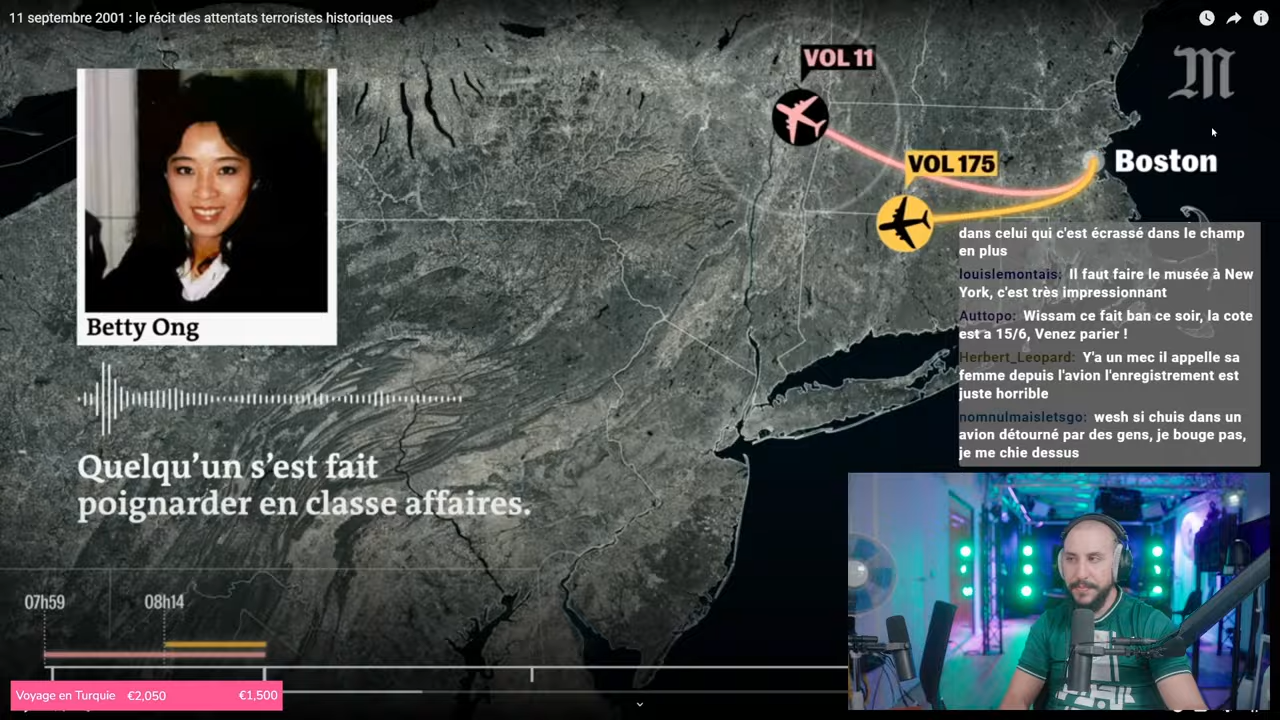 11 septembre 2001 : le récit des attentats terroristes historiques
M
VOL 11
VOL 175
Boston
Betty Ong
Quelqu’un s’est fait
poignarder en classe affaires.
07h59
08h14
dans celui qui c'est écrassé dans le champ
en plus
louislemontais: Il faut faire le musée à New
York, c'est très impressionnant
Auttopo: Wissam ce fait ban ce soir, la cote
est a 15/6, Venez parier !
Herbert_Leopard: Y'a un mec il appelle sa
femme depuis l'avion l'enregistrement est
juste horrible
nomnulmaisletsgo: wesh si chuis dans un
avion détourné par des gens, je bouge pas,
je me chie dessus
Voyage en Turquie €2,050 €1,500